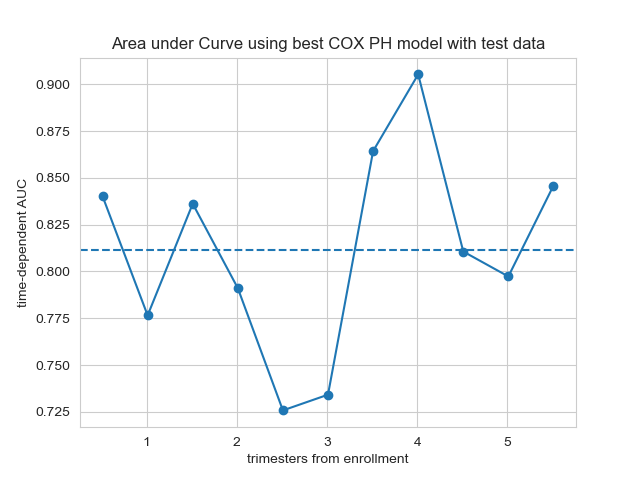 Area under Curve using best COX PH model with test data
time-dependent AUC
0.900
0.875
0.850
0.825
0.800
0.775
0.750
0.725
1 2 3 4 5
trimesters from enrollment